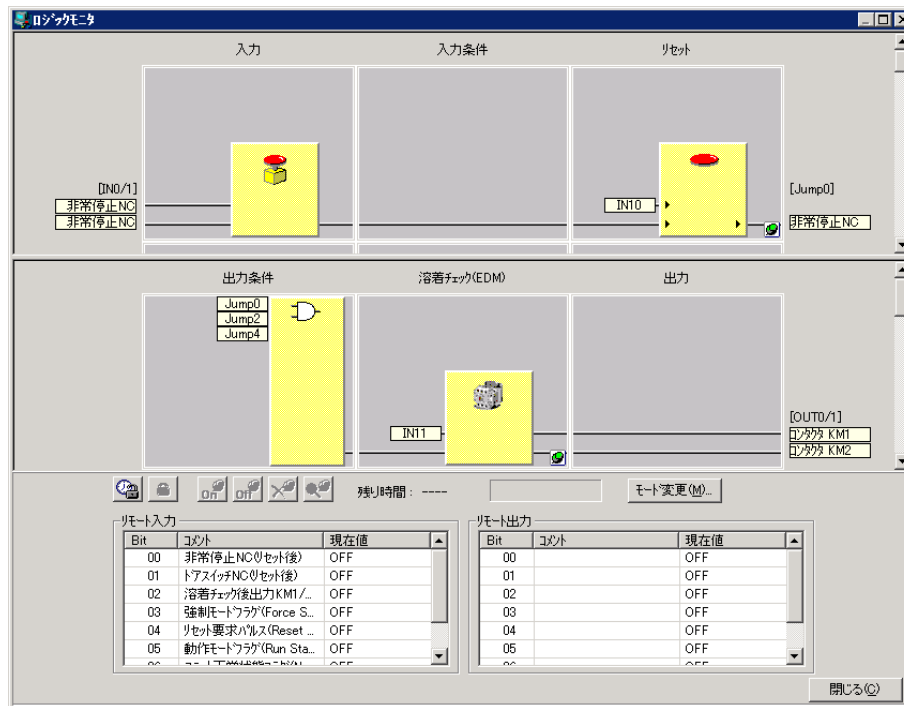 ロジックモニタ
入力 入力条件 リセット
[IN0/1]
非常停止NC
非常停止NC
IN10
[Jump0]
非常停止NC
出力条件 溶着チェック(EDM) 出力
Jump0
Jump2
Jump4
IN11
[OUT0/1]
コンタクタ KM1
コンタクタ KM2
On Off 残り時間： ---- モード変更(M)...
リモート入力
Bit コメント 現在値
00 非常停止NC(リセット後) OFF
01 ドアスイッチNC(リセット後) OFF
02 溶着チェック後出力KM1/... OFF
03 強制モードフラグ(Force S... OFF
04 リセット要求パルス(Reset ... OFF
05 動作モードフラグ(Run Sta... OFF
リモート出力
Bit コメント 現在値
00 OFF
01 OFF
02 OFF
03 OFF
04 OFF
05 OFF
閉じる(C)